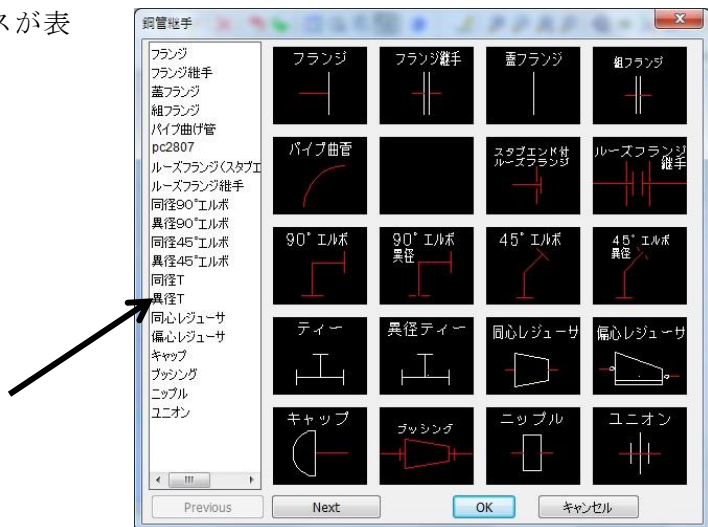 スが表
鋼管継手
フランジ
フランジ継手
蓋フランジ
組フランジ
パイプ曲げ管
pc2807
ルーズフランジ(スタブエ
ルーズフランジ継手
同径90°エルボ
異径90°エルボ
同径45°エルボ
異径45°エルボ
同径T
異径T
同心レジューサ
偏心レジューサ
キャップ
ブッシング
ニップル
ユニオン
フランジ
フランジ継手
蓋フランジ
組フランジ
パイプ曲管
スタブエンド付
ルーズフランジ
ルーズフランジ
継手
90°エルボ
90°エルボ
異径
45°エルボ
45°エルボ
異径
ティー
異径ティー
同心レジューサ
偏心レジューサ
キャップ
ブッシング
ニップル
ユニオン
Previous
Next
OK
キャンセル